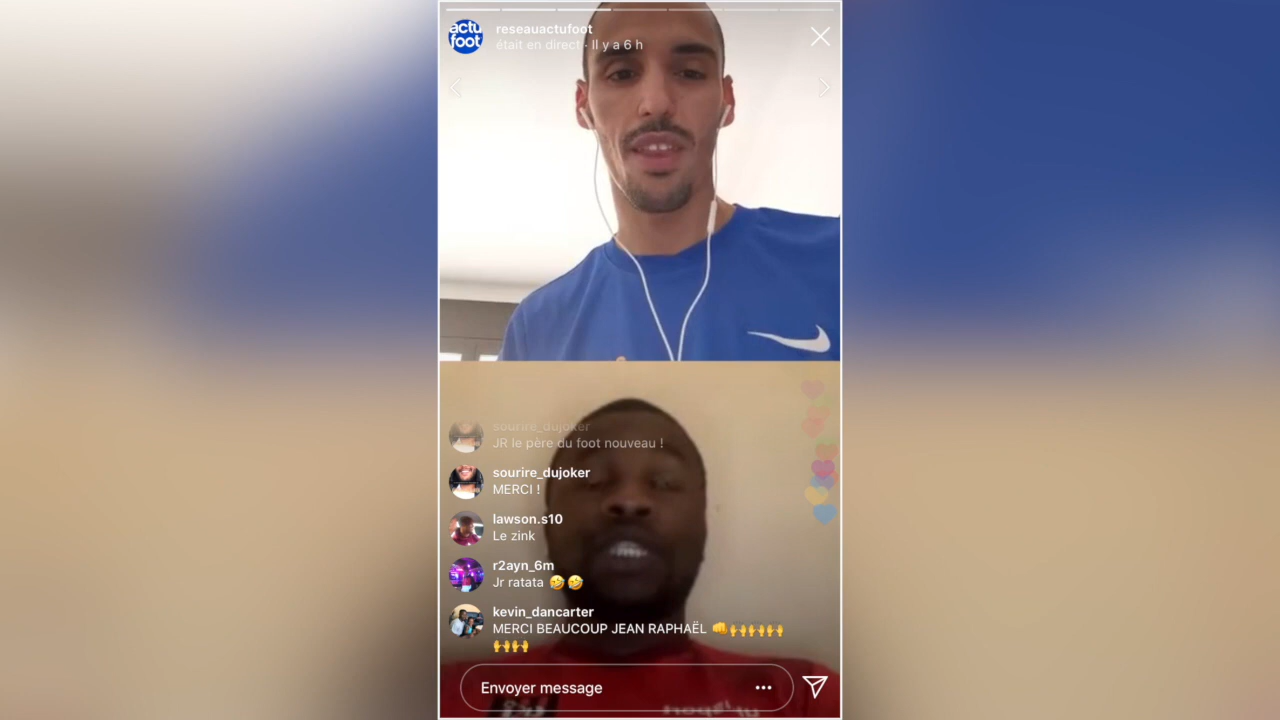 actu
foot
reseauactufoot
était en direct · Il y a 6 h
sourire_dujoker
JR le père du foot nouveau !
sourire_dujoker
MERCI !
lawson.s10
Le zink
r2ayn_6m
Jr ratata 🤣🤣
kevin_dancarter
MERCI BEAUCOUP JEAN RAPHAËL 👊🙌🙌🙌
🙌🙌
Envoyer message